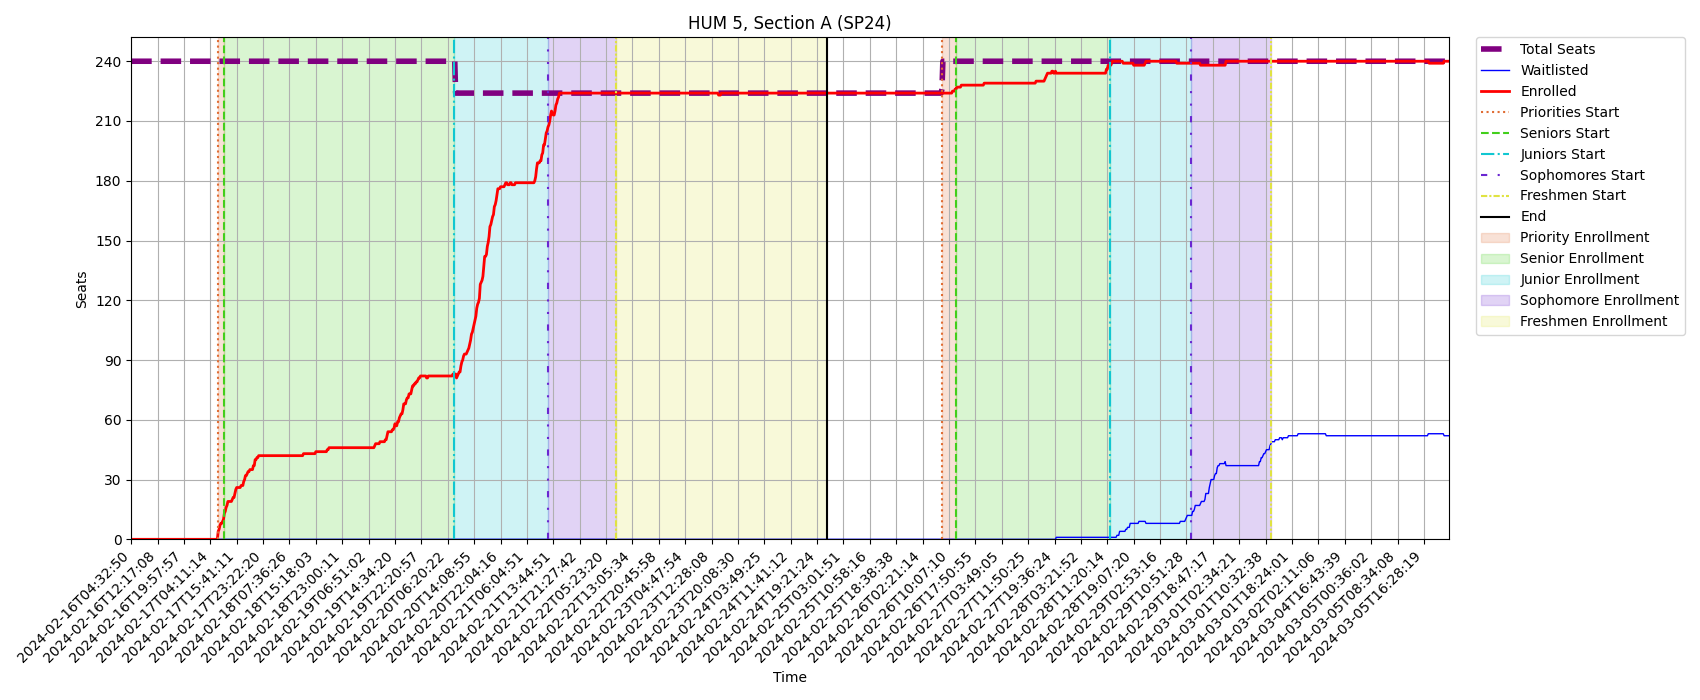 HUM 5, Section A (SP24)
Seats
240
210
180
150
120
90
60
30
0
2024-02-16T04:32:50
2024-02-16T12:17:08
2024-02-16T19:57:57
2024-02-17T04:11:14
2024-02-17T15:41:11
2024-02-17T23:22:20
2024-02-18T07:36:26
2024-02-18T15:18:03
2024-02-18T23:00:11
2024-02-19T06:51:02
2024-02-19T14:34:20
2024-02-19T22:20:57
2024-02-20T06:20:22
2024-02-20T14:08:55
2024-02-20T22:04:16
2024-02-21T06:04:51
2024-02-21T13:44:51
2024-02-21T21:27:42
2024-02-22T05:23:20
2024-02-22T13:05:34
2024-02-22T20:45:58
2024-02-23T04:47:54
2024-02-23T12:28:08
2024-02-23T20:08:30
2024-02-24T03:49:25
2024-02-24T11:41:12
2024-02-24T19:21:24
2024-02-25T03:01:51
2024-02-25T10:58:16
2024-02-25T18:38:38
2024-02-26T02:21:14
2024-02-26T10:07:10
2024-02-26T17:50:55
2024-02-27T03:49:05
2024-02-27T11:50:25
2024-02-27T19:36:24
2024-02-28T03:21:52
2024-02-28T11:20:14
2024-02-28T19:07:20
2024-02-29T02:53:16
2024-02-29T10:51:28
2024-02-29T18:47:17
2024-03-01T02:34:21
2024-03-01T10:32:38
2024-03-01T18:24:01
2024-03-02T02:11:06
2024-03-04T16:43:39
2024-03-05T00:36:02
2024-03-05T08:34:08
2024-03-05T16:28:19
Time
Total Seats
Waitlisted
Enrolled
Priorities Start
Seniors Start
Juniors Start
Sophomores Start
Freshmen Start
End
Priority Enrollment
Senior Enrollment
Junior Enrollment
Sophomore Enrollment
Freshmen Enrollment